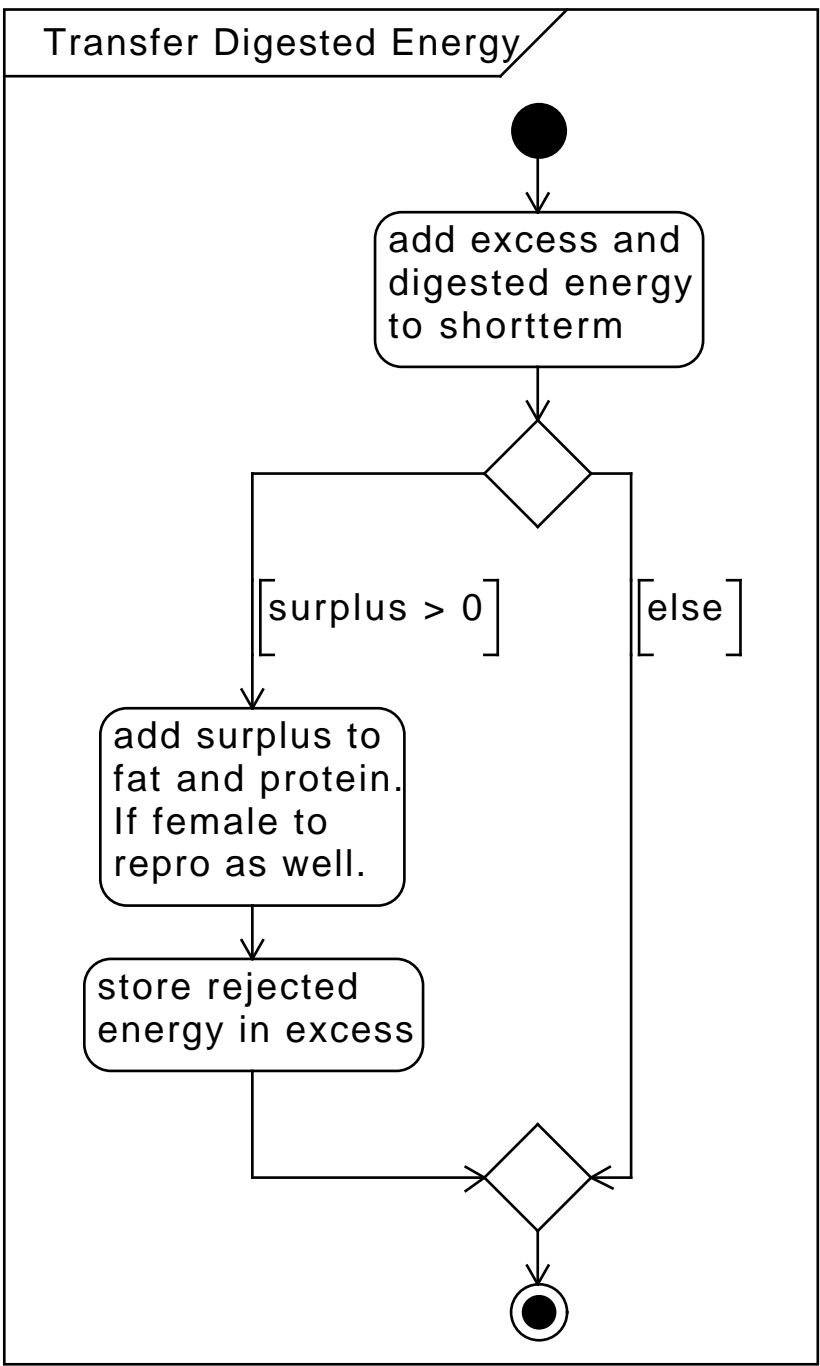 Transfer Digested Energy
add excess and
digested energy
to shortterm
[surplus > 0]
[else]
add surplus to
fat and protein.
If female to
repro as well.
store rejected
energy in excess